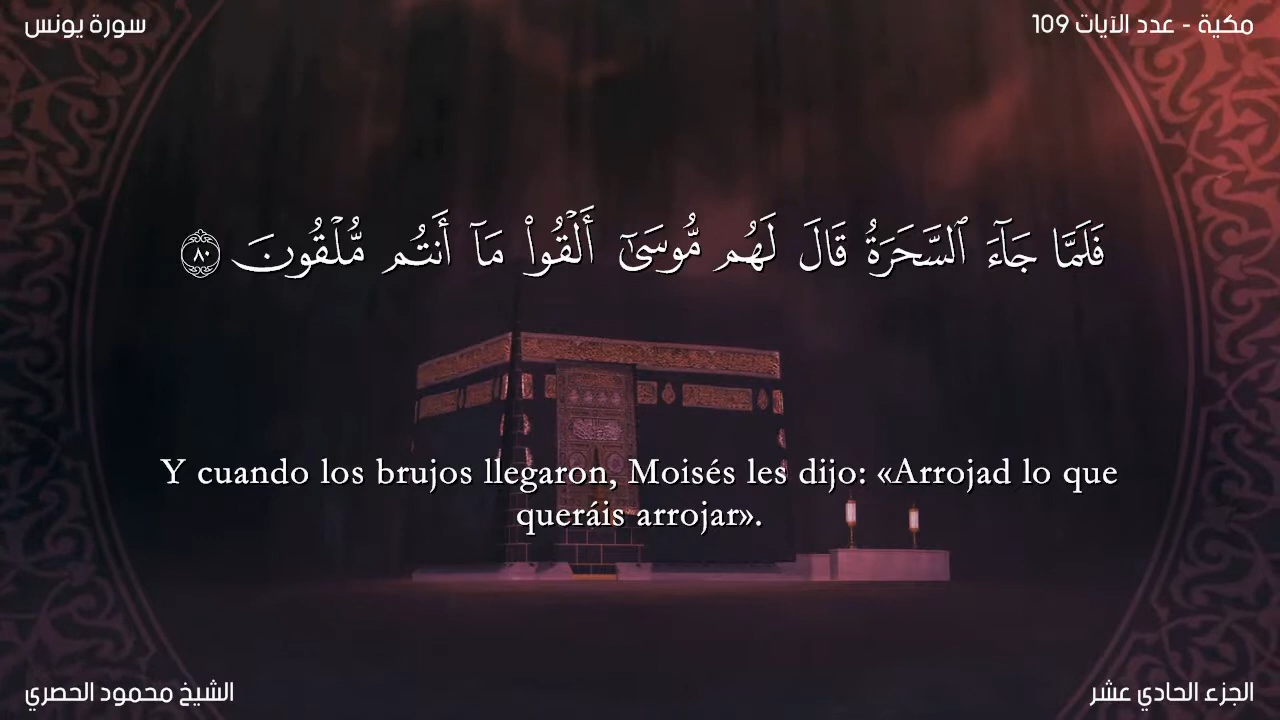 سورة يونس
مكية - عدد الآيات 109
فَلَمَّا جَآءَ ٱلسَّحَرَةُ قَالَ لَهُم مُّوسَىٰٓ أَلْقُوا۟ مَآ أَنتُم مُّلْقُونَ ٨٠
Y cuando los brujos llegaron, Moisés les dijo: «Arrojad lo que
queráis arrojar».
الشيخ محمود الحصري
الجزء الحادي عشر